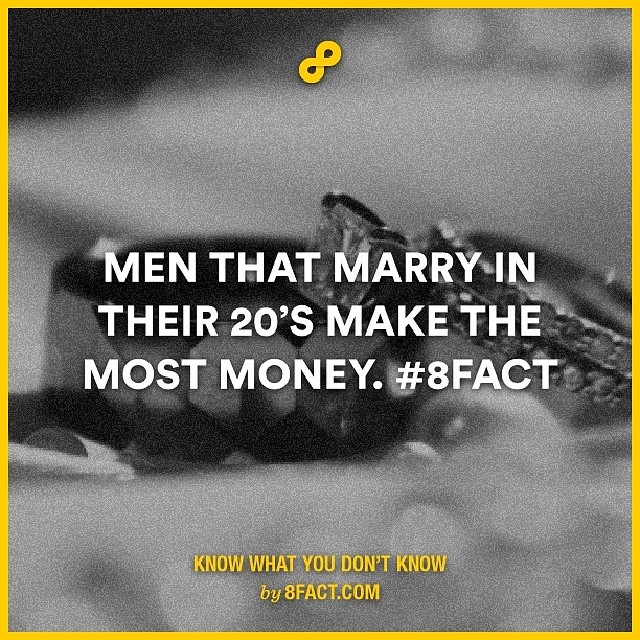 MEN THAT MARRY IN
THEIR 20'S MAKE THE
MOST MONEY. #8FACT
KNOW WHAT YOU DON'T KNOW
by 8FACT.COM